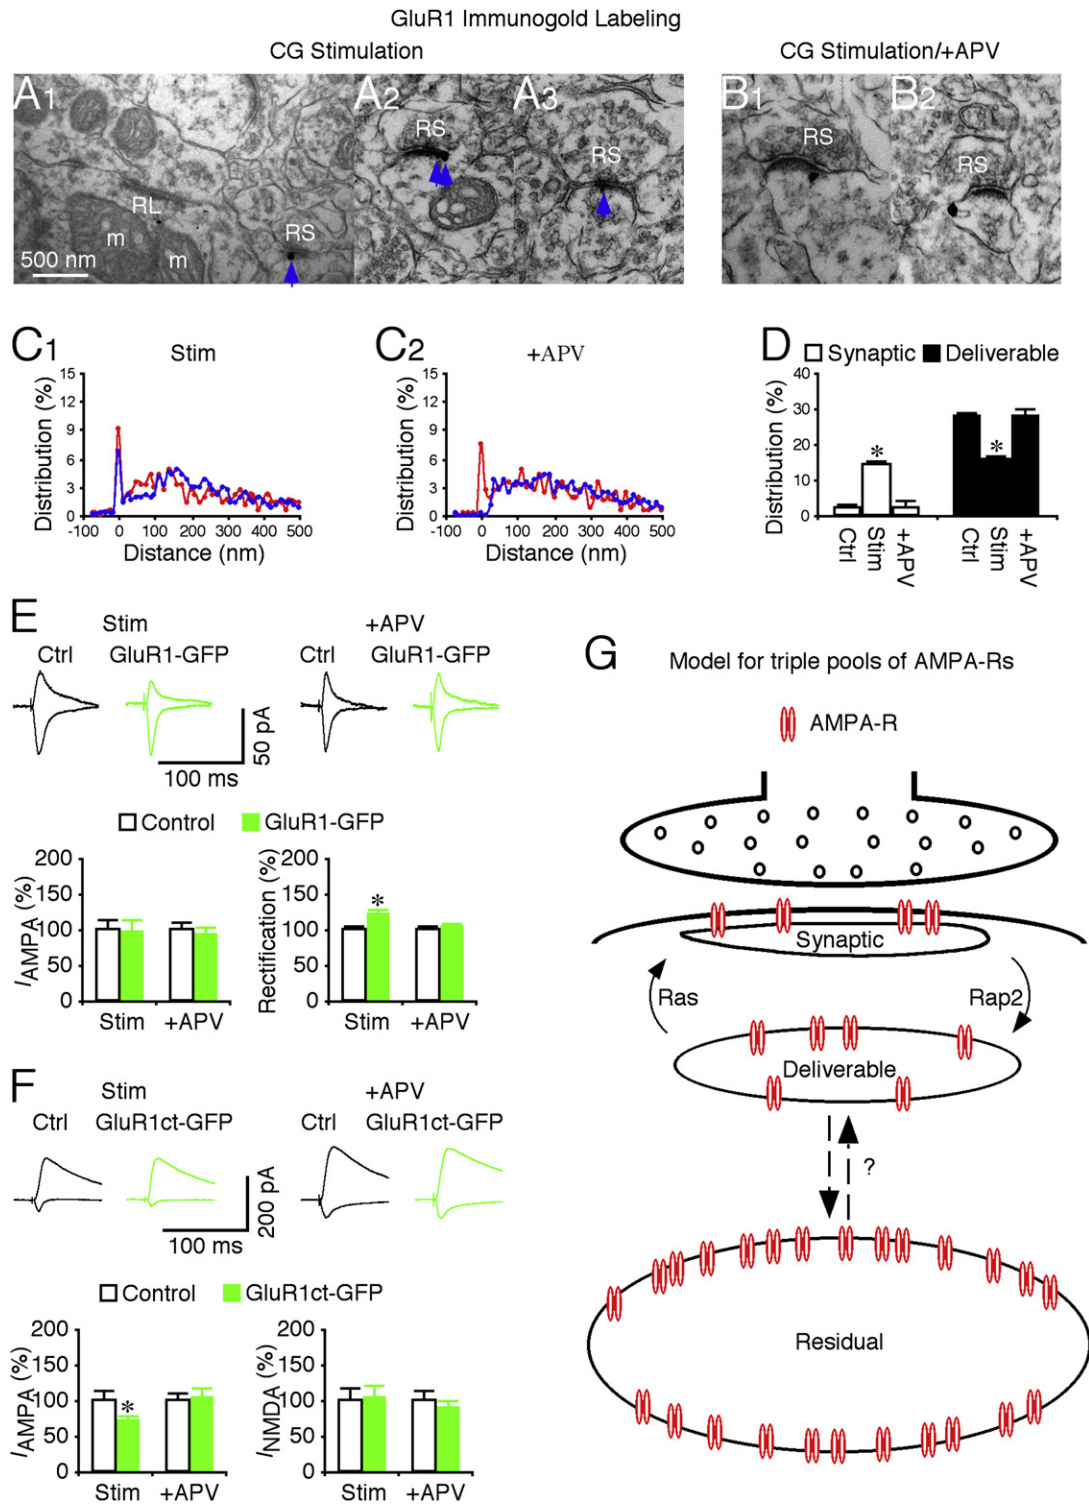 GluR1 Immunogold Labeling
CG Stimulation
CG Stimulation/+APV
A1
A2
A3
B1
B2
RS
RS
RS
RS
RL
RS
m
m
500 nm
C1
Stim
C2
+APV
D
Synaptic
Deliverable
Distribution (%)
15
12
9
6
3
0
-100 0 100 200 300 400 500
Distance (nm)
Distribution (%)
15
12
9
6
3
0
-100 0 100 200 300 400 500
Distance (nm)
Distribution (%)
40
30
20
10
0
*
*
Ctrl
Stim
+APV
Ctrl
Stim
+APV
E
Stim
+APV
Ctrl
GluR1-GFP
Ctrl
GluR1-GFP
50 pA
100 ms
Control
GluR1-GFP
IAMPA (%)
200
150
100
50
0
Stim
+APV
Rectification (%)
200
150
100
50
0
*
Stim
+APV
F
Stim
+APV
Ctrl
GluR1ct-GFP
Ctrl
GluR1ct-GFP
200 pA
100 ms
Control
GluR1ct-GFP
IAMPA (%)
200
150
100
50
0
*
Stim
+APV
INMDA (%)
200
150
100
50
0
Stim
+APV
G
Model for triple pools of AMPA-Rs
AMPA-R
Synaptic
Ras
Rap2
Deliverable
?
Residual